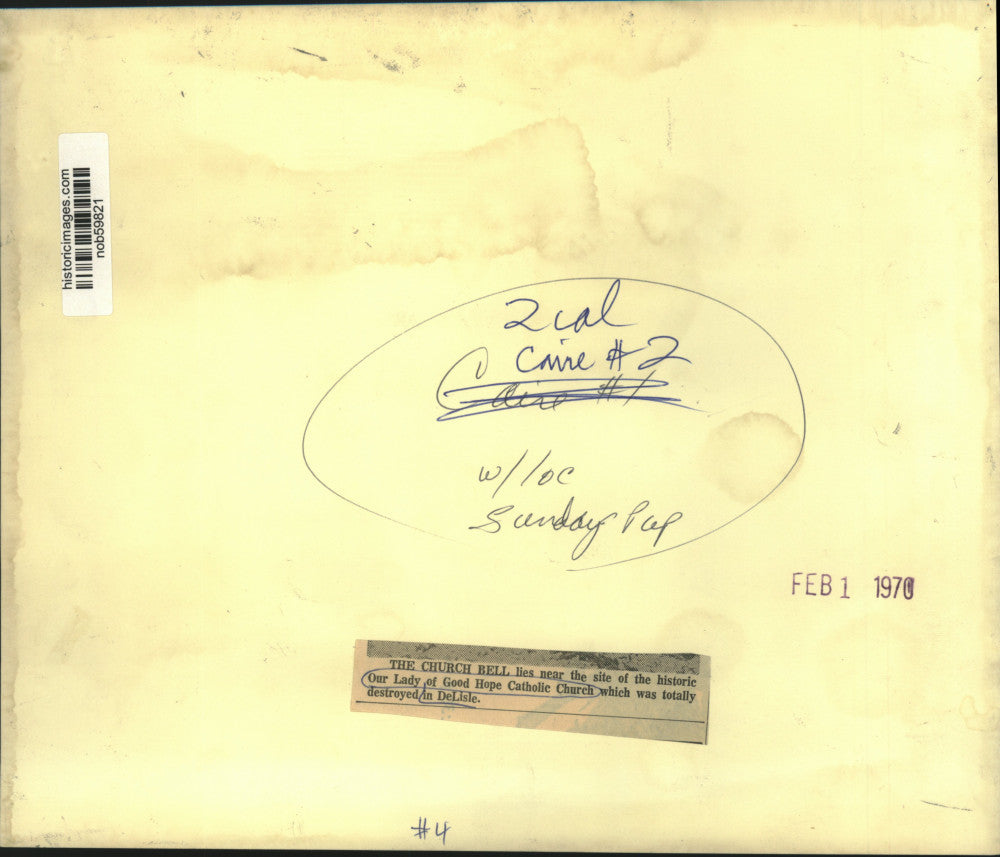 historicimages.com
nob59821
2 col
Caire #2
Caire #1
w/loc
Sunday Pap
FEB 1 1970
THE CHURCH BELL lies near the site of the historic
Our Lady of Good Hope Catholic Church which was totally
destroyed in DeLisle.
#4